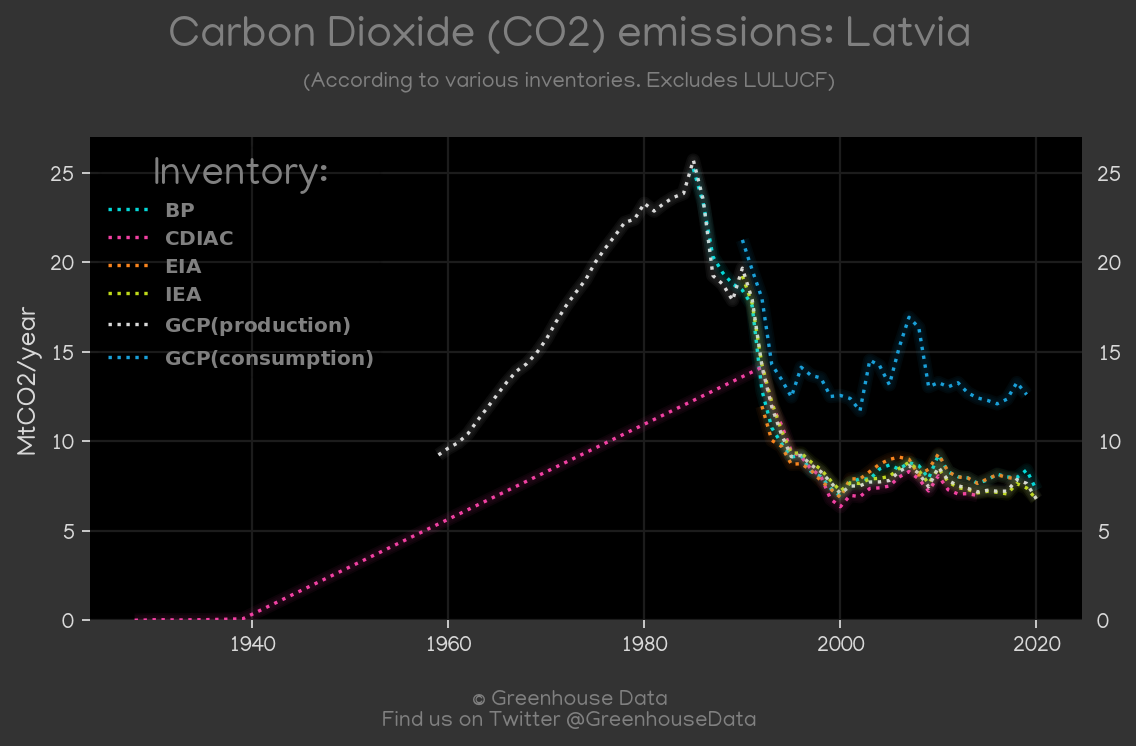 Carbon Dioxide (CO2) emissions: Latvia
(According to various inventories. Excludes LULUCF)
Inventory:
BP
CDIAC
EIA
IEA
GCP(production)
GCP(consumption)
MtCO2/year
25
20
15
10
5
0
25
20
15
10
5
0
1940
1960
1980
2000
2020
© Greenhouse Data
Find us on Twitter @GreenhouseData